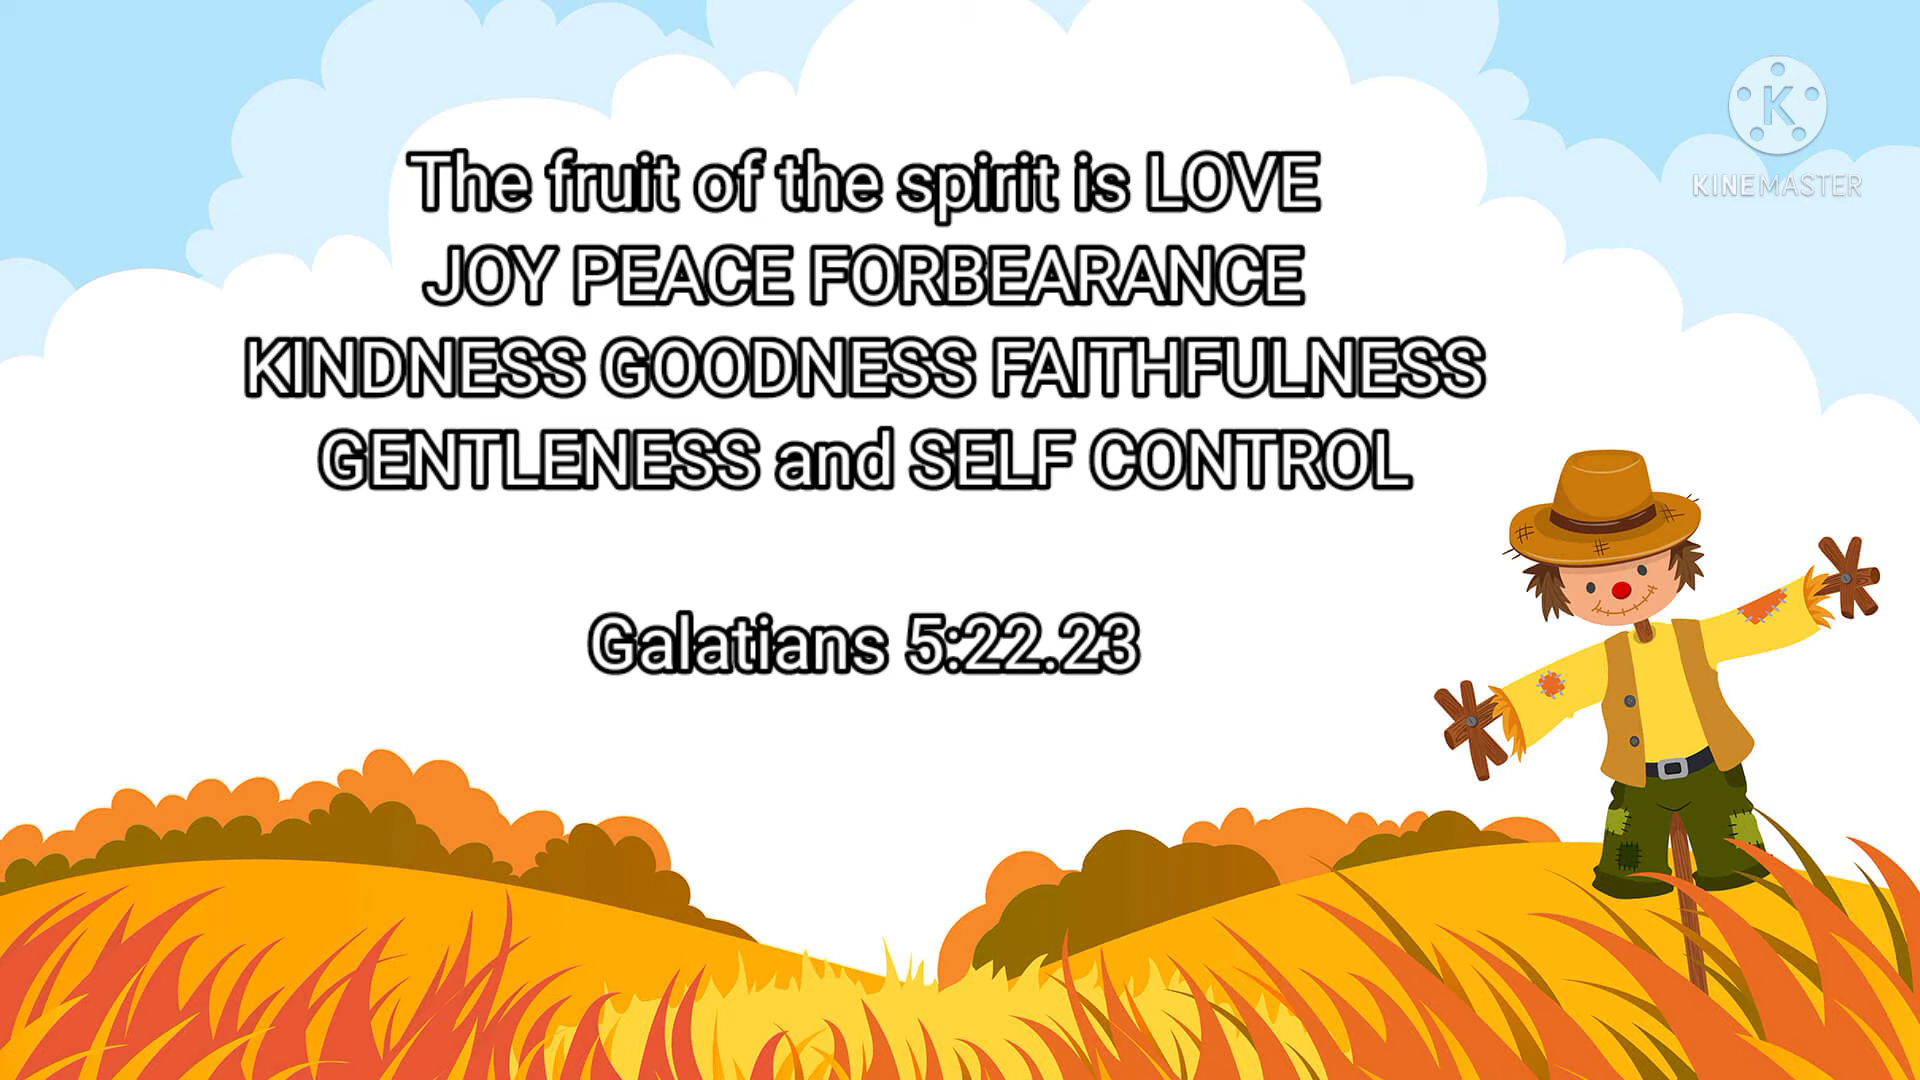 The fruit of the spirit is LOVE
JOY PEACE FORBEARANCE
KINDNESS GOODNESS FAITHFULNESS
GENTLENESS and SELF CONTROL
Galatians 5:22.23
K
KINEMASTER